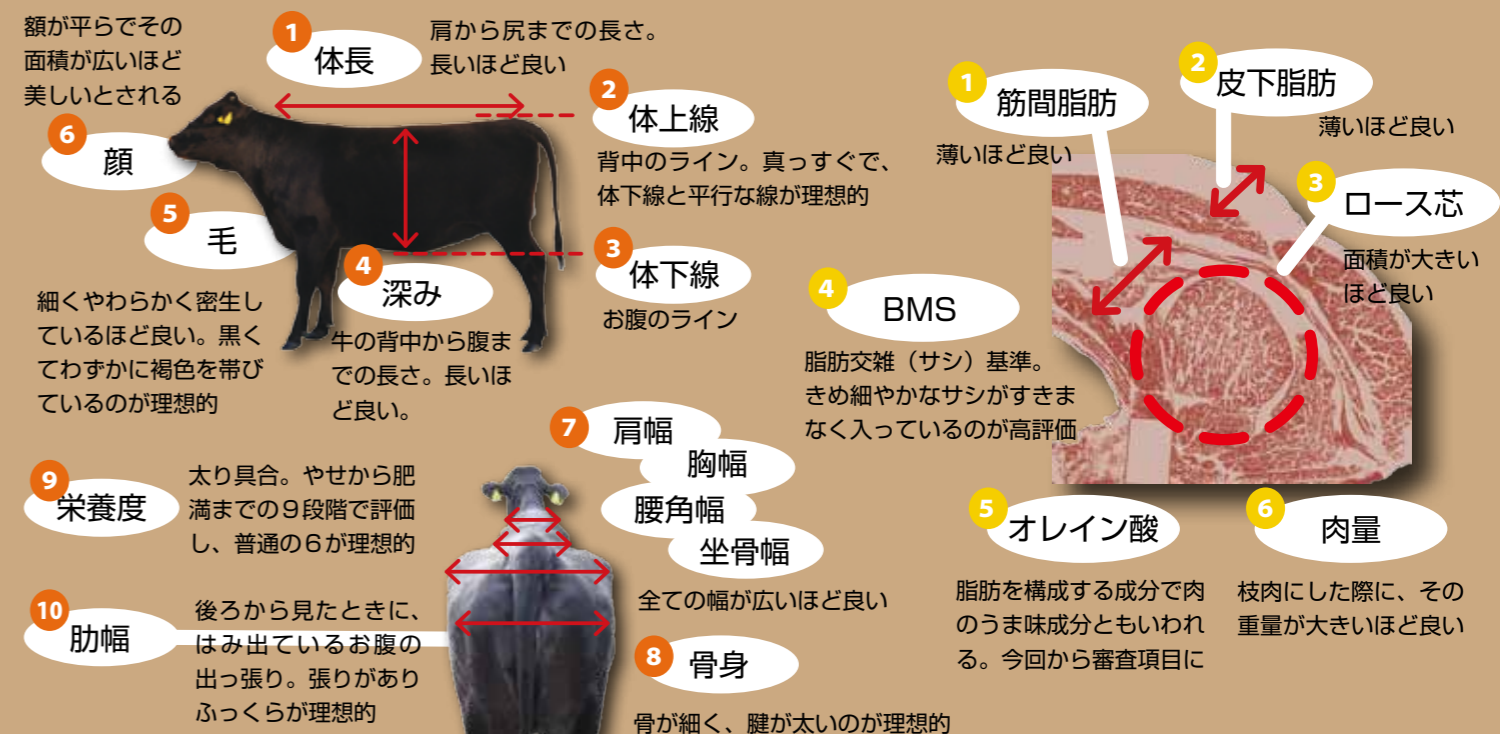 1
体長
肩から尻までの長さ。
長いほど良い
2
体上線
背中のライン。真っすぐで、
体下線と平行な線が理想的
3
体下線
お腹のライン
4
深み
牛の背中から腹ま
での長さ。長いほ
ど良い。
5
毛
細くやわらかく密生し
ているほど良い。黒く
てわずかに褐色を帯び
ているのが理想的
6
顔
額が平らでその
面積が広いほど
美しいとされる
7
肩幅
胸幅
腰角幅
坐骨幅
全ての幅が広いほど良い
8
骨身
骨が細く、腱が太いのが理想的
9
栄養度
太り具合。やせから肥
満までの9段階で評価
し、普通の6が理想的
10
肋幅
後ろから見たときに、
はみ出ているお腹の
出っ張り。張りがあり
ふっくらが理想的
1
筋間脂肪
薄いほど良い
2
皮下脂肪
薄いほど良い
3
ロース芯
面積が大きい
ほど良い
4
BMS
脂肪交雑（サシ）基準。
きめ細やかなサシがすきま
なく入っているのが高評価
5
オレイン酸
脂肪を構成する成分で肉
のうま味成分ともいわれ
る。今回から審査項目に
6
肉量
枝肉にした際に、その
重量が大きいほど良い